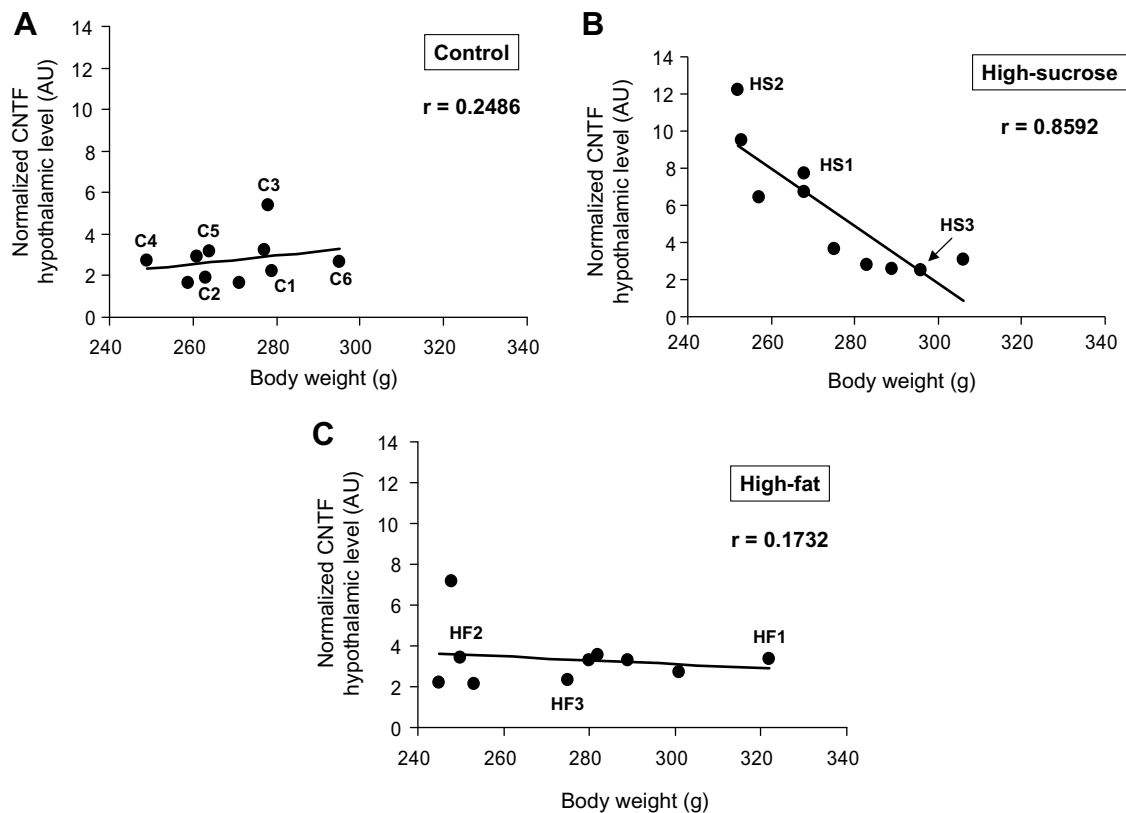 A
Control
r = 0.2486
Normalized CNTF
hypothalamic level (AU)
14
12
10
8
6
4
2
0
C3
C4
C5
C2
C1
C6
240
260
280
300
320
340
Body weight (g)
B
High-sucrose
r = 0.8592
Normalized CNTF
hypothalamic level (AU)
14
12
10
8
6
4
2
0
HS2
HS1
HS3
240
260
280
300
320
340
Body weight (g)
C
High-fat
r = 0.1732
Normalized CNTF
hypothalamic level (AU)
14
12
10
8
6
4
2
0
HF2
HF1
HF3
240
260
280
300
320
340
Body weight (g)